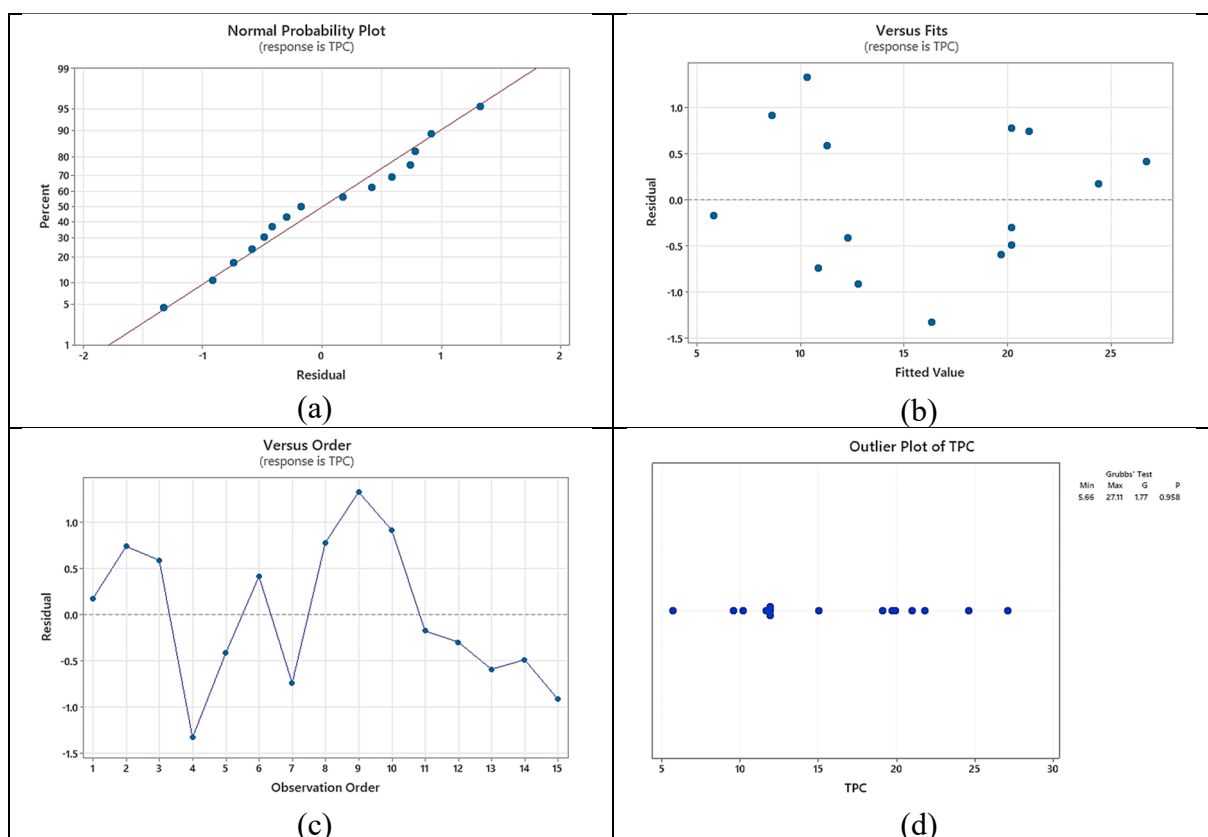 Normal Probability Plot
(response is TPC)
99
95
90
80
70
60
50
40
30
20
10
5
1
Percent
-2
-1
0
1
2
Residual
(a)
Versus Fits
(response is TPC)
1.0
0.5
0.0
-0.5
-1.0
-1.5
Residual
5
10
15
20
25
Fitted Value
(b)
Versus Order
(response is TPC)
1.0
0.5
0.0
-0.5
-1.0
-1.5
Residual
1 2 3 4 5 6 7 8 9 10 11 12 13 14 15
Observation Order
(c)
Outlier Plot of TPC
Grubbs' Test
Min Max G P
5.66 27.11 1.77 0.958
5 10 15 20 25 30
TPC
(d)